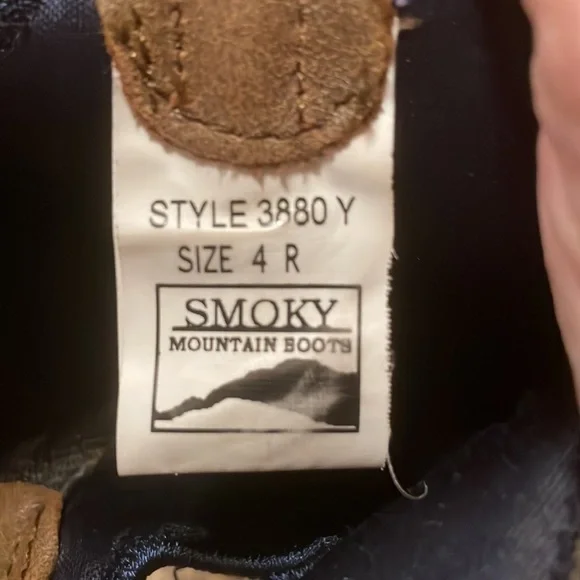 STYLE 3880 Y
SIZE 4 R
SMOKY
MOUNTAIN BOOTS